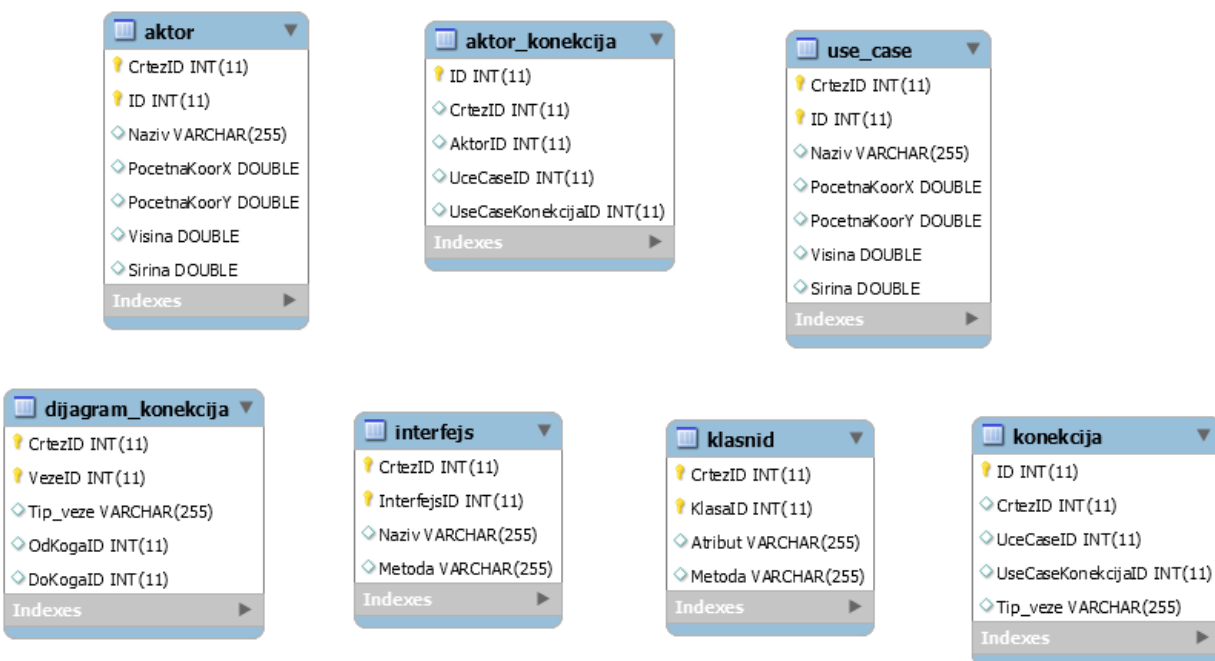 aktor
CrtezID INT(11)
ID INT(11)
Naziv VARCHAR(255)
PocetnaKoorX DOUBLE
PocetnaKoorY DOUBLE
Visina DOUBLE
Sirina DOUBLE
Indexes
aktor_konekcija
ID INT(11)
CrtezID INT(11)
AktorID INT(11)
UceCaseID INT(11)
UseCaseKonekcijaID INT(11)
Indexes
use_case
CrtezID INT(11)
ID INT(11)
Naziv VARCHAR(255)
PocetnaKoorX DOUBLE
PocetnaKoorY DOUBLE
Visina DOUBLE
Sirina DOUBLE
Indexes
dijagram_konekcija
CrtezID INT(11)
VezeID INT(11)
Tip_veze VARCHAR(255)
OdKogaID INT(11)
DoKogaID INT(11)
Indexes
interfejs
CrtezID INT(11)
InterfejsID INT(11)
Naziv VARCHAR(255)
Metoda VARCHAR(255)
Indexes
klasnid
CrtezID INT(11)
KlasaID INT(11)
Atribut VARCHAR(255)
Metoda VARCHAR(255)
Indexes
konekcija
ID INT(11)
CrtezID INT(11)
UceCaseID INT(11)
UseCaseKonekcijaID INT(11)
Tip_veze VARCHAR(255)
Indexes